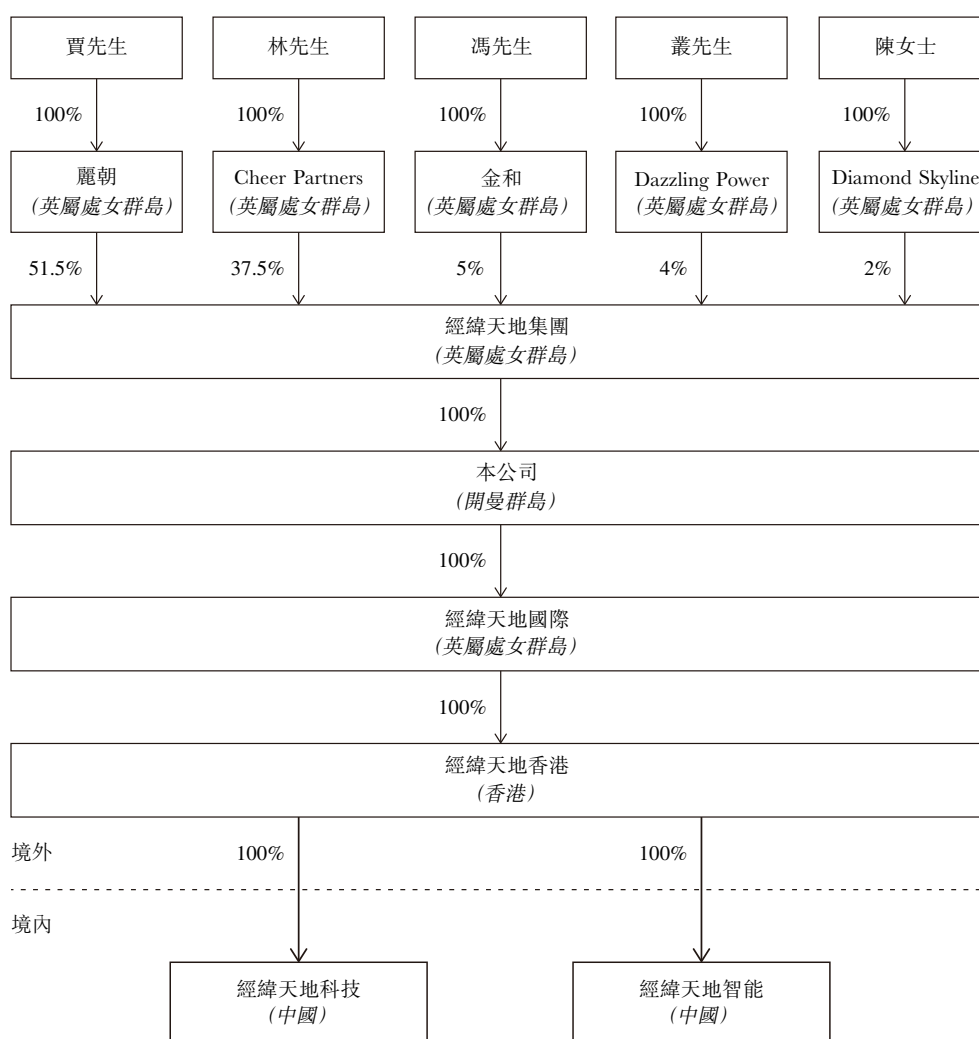 賈先生
林先生
馮先生
叢先生
陳女士
100%
100%
100%
100%
100%
麗朝
(英屬處女群島)
Cheer Partners
(英屬處女群島)
金和
(英屬處女群島)
Dazzling Power
(英屬處女群島)
Diamond Skyline
(英屬處女群島)
51.5%
37.5%
5%
4%
2%
經緯天地集團
(英屬處女群島)
100%
本公司
(開曼群島)
100%
經緯天地國際
(英屬處女群島)
100%
經緯天地香港
(香港)
境外
100%
100%
境內
經緯天地科技
(中國)
經緯天地智能
(中國)